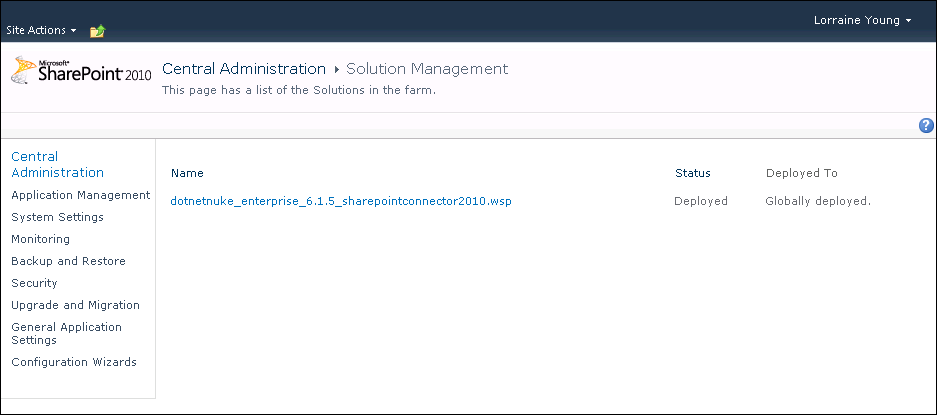 Lorraine Young
Site Actions
Microsoft®
SharePoint® 2010
Central Administration Solution Management
This page has a list of the Solutions in the farm.
?
Central
Administration
Application Management
System Settings
Monitoring
Backup and Restore
Security
Upgrade and Migration
General Application
Settings
Configuration Wizards
Name Status Deployed To
dotnetnuke_enterprise_6.1.5_sharepointconnector2010.wsp Deployed Globally deployed.